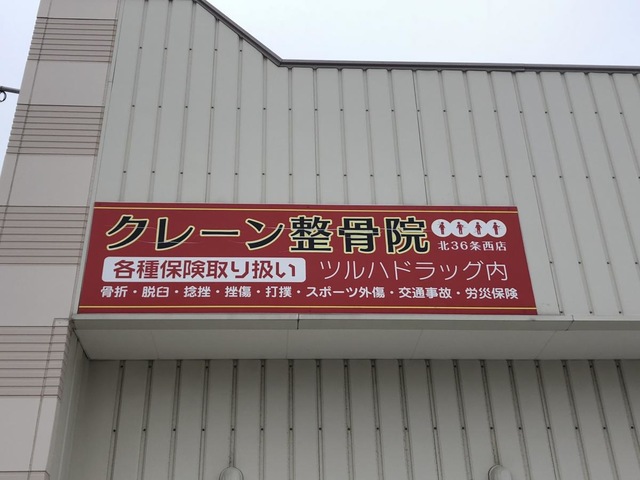 クレーン整骨院
北36条西店
各種保険取り扱い ツルハドラッグ内
骨折・脱臼・捻挫・挫傷・打撲・スポーツ外傷・交通事故・労災保険